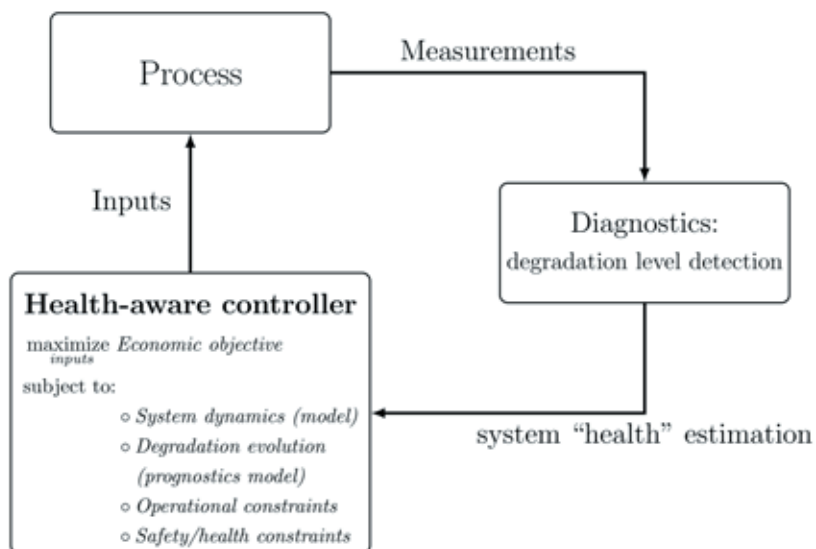 Process
Measurements
Inputs
Diagnostics:
degradation level detection
Health-aware controller
maximize Economic objective
inputs
subject to:
○ System dynamics (model)
○ Degradation evolution
(prognostics model)
○ Operational constraints
○ Safety/health constraints
system “health” estimation